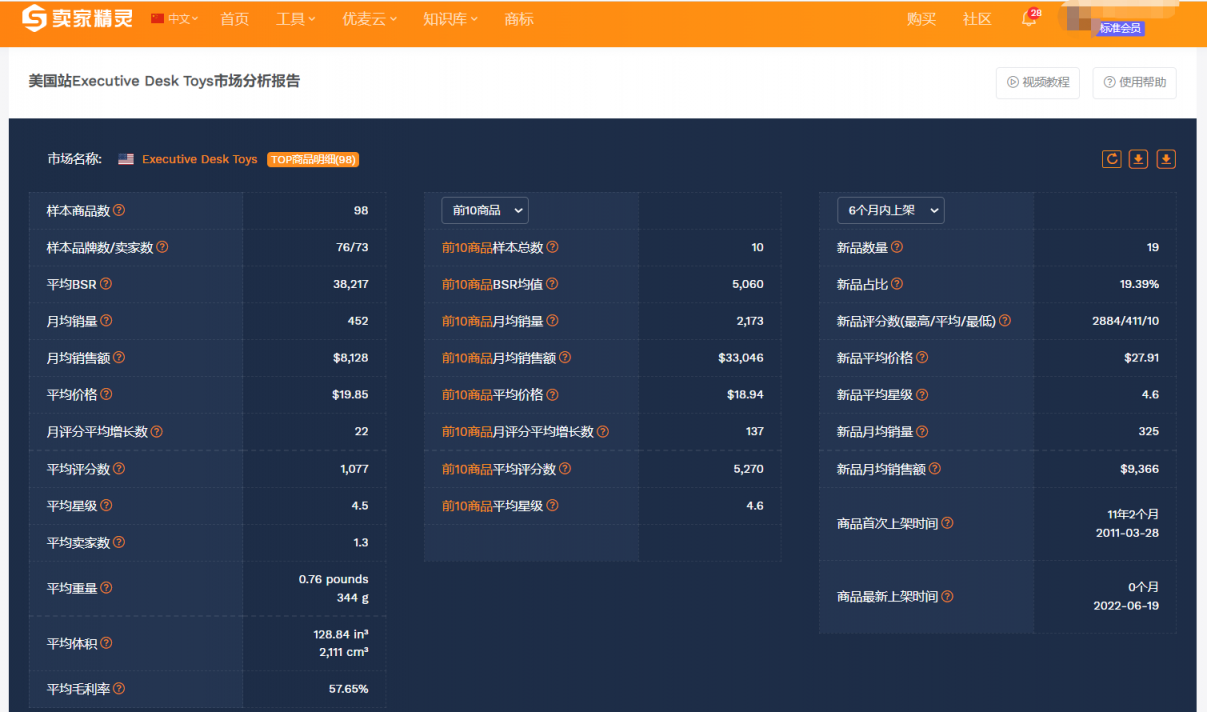 卖家精灵 中文 首页 工具 优麦云 知识库 商标 购买 社区 28
标准会员
美国站Executive Desk Toys市场分析报告 视频教程 使用帮助
市场名称: Executive Desk Toys TOP商品明细(98)
样本商品数 98
样本品牌数/卖家数 76/73
平均BSR 38,217
月均销量 452
月均销售额 $8,128
平均价格 $19.85
月评分平均增长数 22
平均评分数 1,077
平均星级 4.5
平均卖家数 1.3
平均重量 0.76 pounds
344 g
平均体积 128.84 in³
2,111 cm³
平均毛利率 57.65%
前10商品
前10商品样本总数 10
前10商品BSR均值 5,060
前10商品月均销量 2,173
前10商品月均销售额 $33,046
前10商品平均价格 $18.94
前10商品月评分平均增长数 137
前10商品平均评分数 5,270
前10商品平均星级 4.6
6个月内上架
新品数量 19
新品占比 19.39%
新品评分数(最高/平均/最低) 2884/411/10
新品平均价格 $27.91
新品平均星级 4.6
新品月均销量 325
新品月均销售额 $9,366
商品首次上架时间 11年2个月
2011-03-28
商品最新上架时间 0个月
2022-06-19